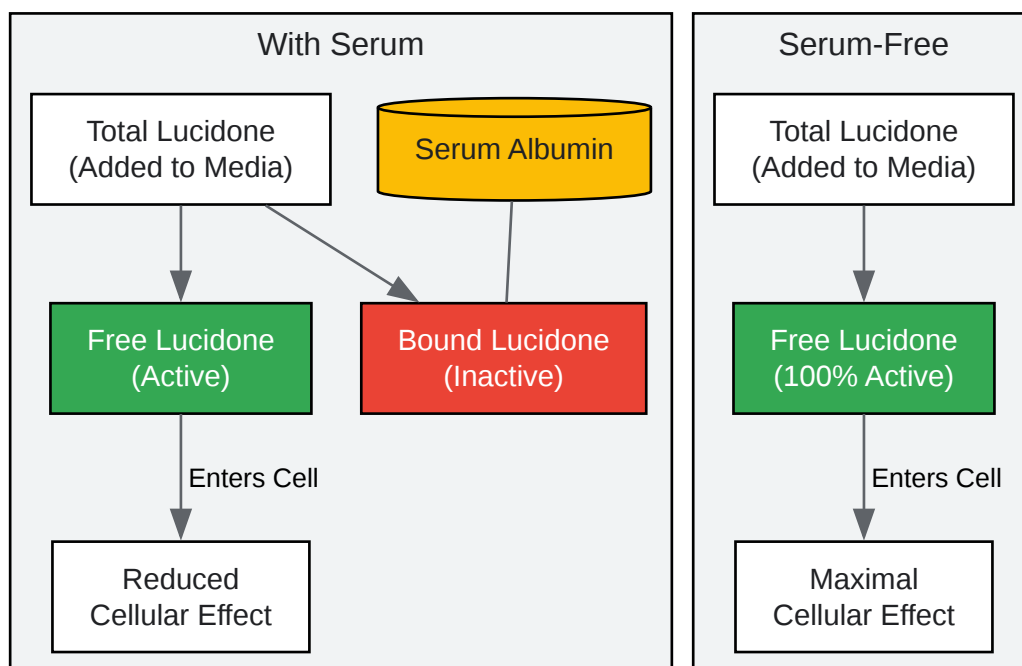 With Serum
Total Lucidone
(Added to Media)
Serum Albumin
Free Lucidone
(Active)
Bound Lucidone
(Inactive)
Enters Cell
Reduced
Cellular Effect
Serum-Free
Total Lucidone
(Added to Media)
Free Lucidone
(100% Active)
Enters Cell
Maximal
Cellular Effect